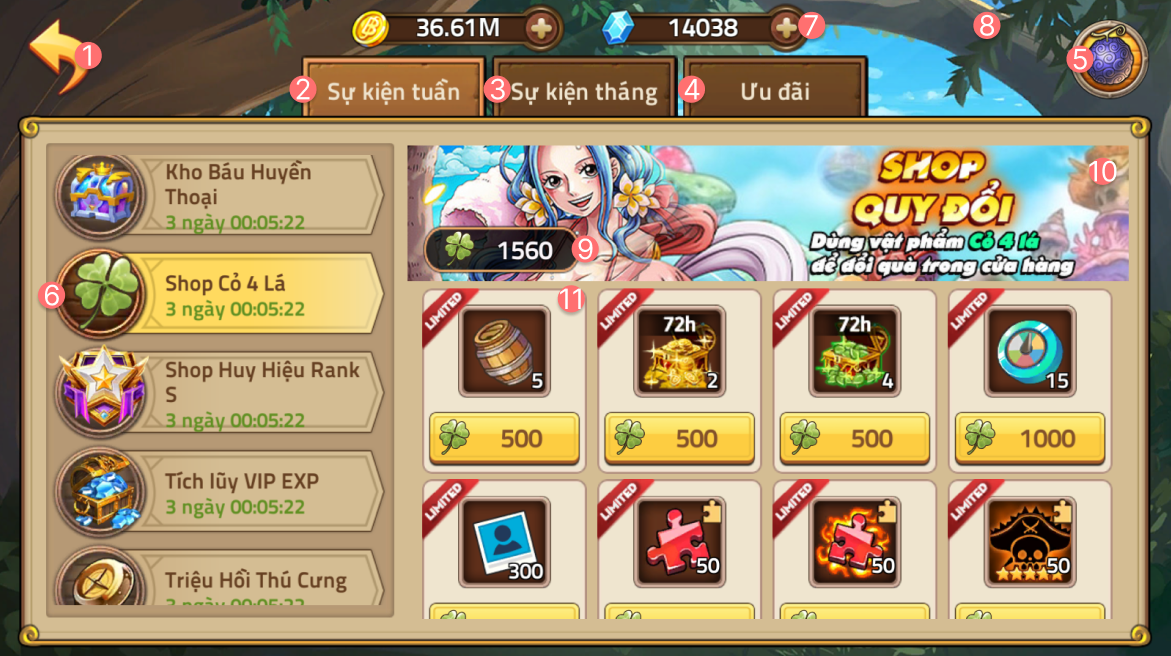 36.61M
14038
7
8
1
5
2
Sự kiện tuần
3
Sự kiện tháng
4
Ưu đãi
Kho Báu Huyền
Thoại
3 ngày 00:05:22
6
Shop Cỏ 4 Lá
3 ngày 00:05:22
Shop Huy Hiệu Rank
S
3 ngày 00:05:22
Tích lũy VIP EXP
3 ngày 00:05:22
Triệu Hồi Thú Cưng
3 ngày 00:05:22
10
SHOP
QUY ĐỔI
Dùng vật phẩm Cỏ 4 lá
để đổi quà trong cửa hàng
1560
9
11
LIMITED
5
500
LIMITED
72h
2
500
LIMITED
72h
4
500
LIMITED
15
1000
LIMITED
300
LIMITED
50
LIMITED
50
LIMITED
50